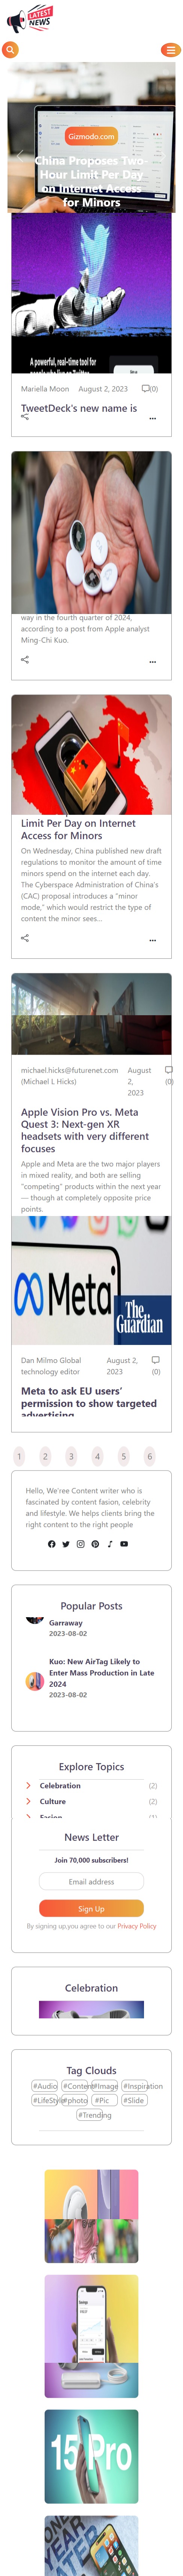 LATEST
NEWS
Gizmodo.com
China Proposes Two-
Hour Limit Per Day
on Internet Access
for Minors
A powerful, real-time tool for
Mariella Moon August 2, 2023 (0)
TweetDeck's new name is
way in the fourth quarter of 2024,
according to a post from Apple analyst
Ming-Chi Kuo.
Limit Per Day on Internet
Access for Minors
On Wednesday, China published new draft
regulations to monitor the amount of time
minors spend on the internet each day.
The Cyberspace Administration of China's
(CAC) proposal introduces a "minor
mode," which would restrict the type of
content the minor sees...
michael.hicks@futurenet.com
(Michael L Hicks)
August
2,
2023
(0)
Apple Vision Pro vs. Meta
Quest 3: Next-gen XR
headsets with very different
focuses
Apple and Meta are the two major players
in mixed reality, and both are selling
"competing" products within the next year
— though at completely opposite price
points.
Meta
The
Guardian
Dan Milmo Global
technology editor
August 2,
2023
(0)
Meta to ask EU users'
permission to show targeted
advertising
1 2 3 4 5 6
Hello, We're Content writer who is
fascinated by content fasion, celebrity
and lifestyle. We helps clients bring the
right content to the right people
Popular Posts
Garraway
2023-08-02
Kuo: New AirTag Likely to
Enter Mass Production in Late
2024
2023-08-02
Explore Topics
Celebration (2)
Culture (2)
Fasion (1)
News Letter
Join 70,000 subscribers!
Email address
Sign Up
By signing up,you agree to our Privacy Policy
Celebration
Tag Clouds
#Audio #Content #Image #Inspiration
#LifeStyle #photo #Pic #Slide
#Trending
15 Pro